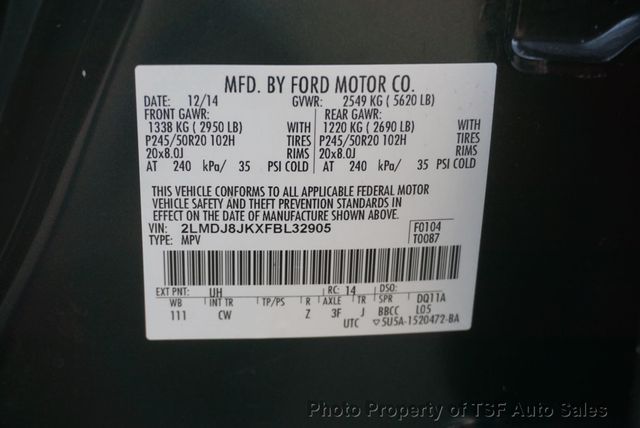 MFD. BY FORD MOTOR CO.
DATE: 12/14 GVWR: 2549 KG ( 5620 LB)
FRONT GAWR: REAR GAWR:
1338 KG ( 2950 LB) WITH 1220 KG ( 2690 LB) WITH
P245/50R20 102H TIRES P245/50R20 102H TIRES
20x8.0J RIMS 20x8.0J RIMS
AT 240 kPa/ 35 PSI COLD AT 240 kPa/ 35 PSI COLD
THIS VEHICLE CONFORMS TO ALL APPLICABLE FEDERAL MOTOR
VEHICLE SAFETY AND THEFT PREVENTION STANDARDS IN
EFFECT ON THE DATE OF MANUFACTURE SHOWN ABOVE.
VIN: 2LMDJ8JKXFBL32905 F0104
TYPE: MPV T0087
EXT PNT: UH RC: 14 DSO:
WB INT TR TP/PS R AXLE TR SPR DQ11A
111 CW Z 3F J BBCC L05
UTC ▽5U5A-1520472-BA
Photo Property of TSF Auto Sales